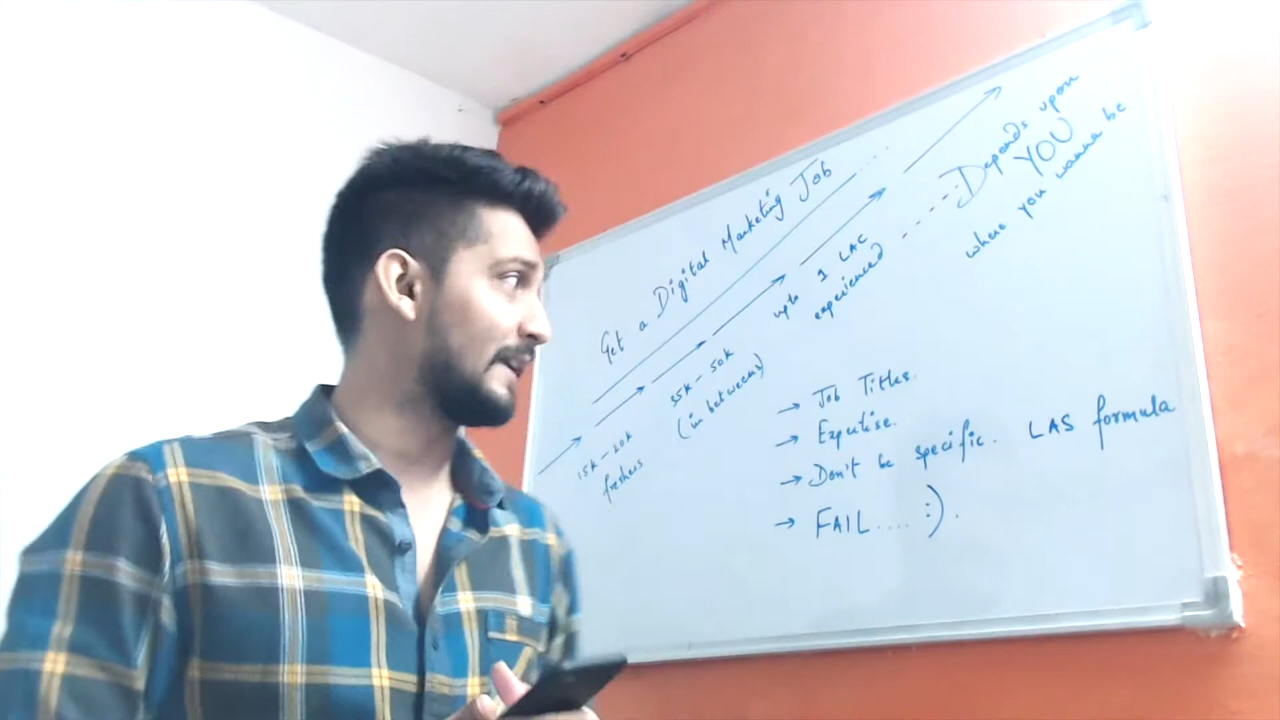 Get a Digital Marketing Job ....
15k - 20k
freshers
35k - 50k
(in betweens)
upto 1 LAC
experienced
Depends upon
YOU
where you wanna be
→ Job Titles.
→ Expertise.
→ Don't be specific. LAS formula
→ FAIL.... :).